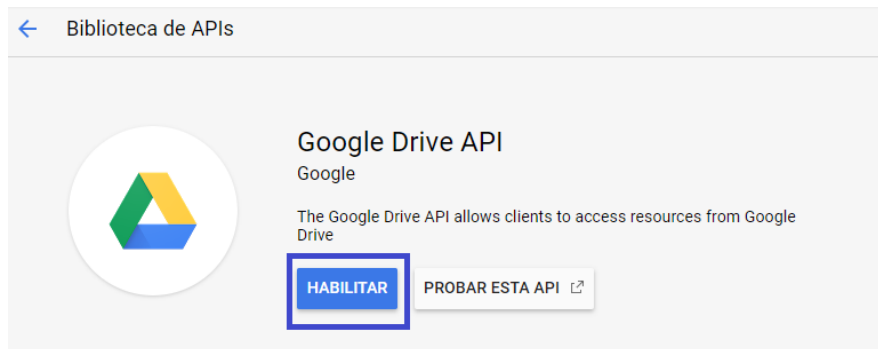 Biblioteca de APIs
Google Drive API
Google
The Google Drive API allows clients to access resources from Google
Drive
HABILITAR
PROBAR ESTA API